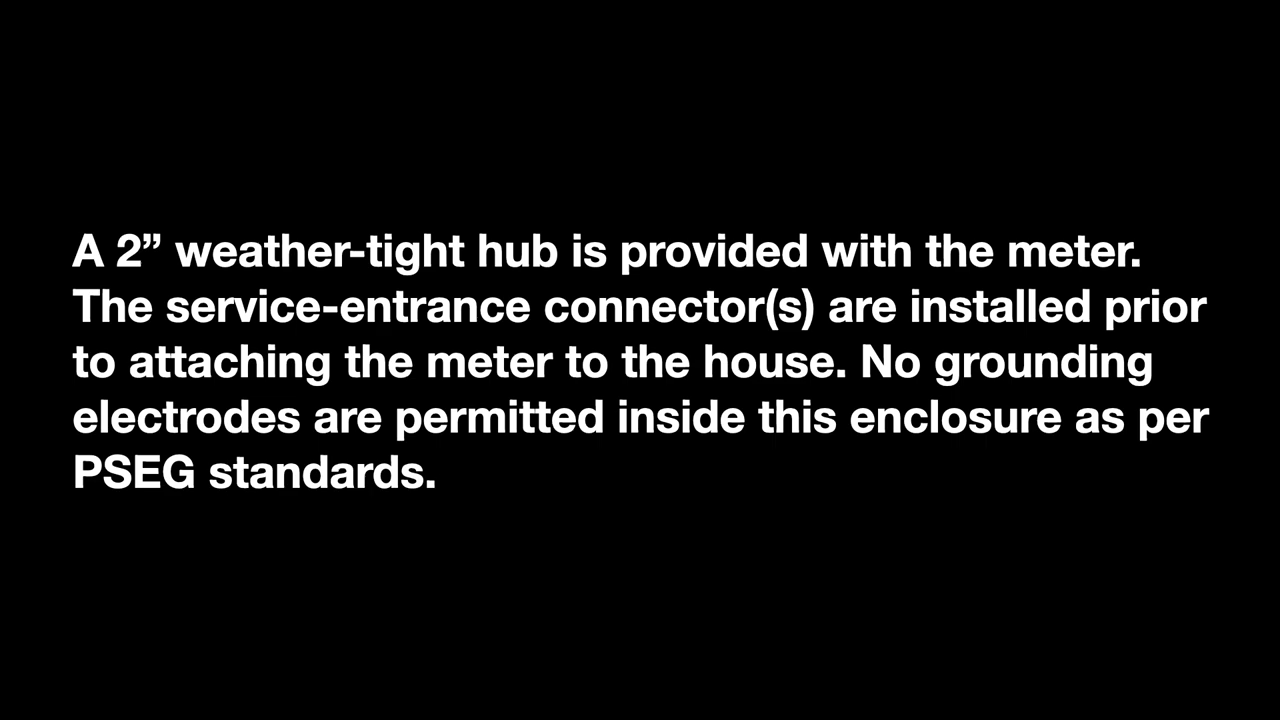 A 2” weather-tight hub is provided with the meter.
The service-entrance connector(s) are installed prior
to attaching the meter to the house. No grounding
electrodes are permitted inside this enclosure as per
PSEG standards.